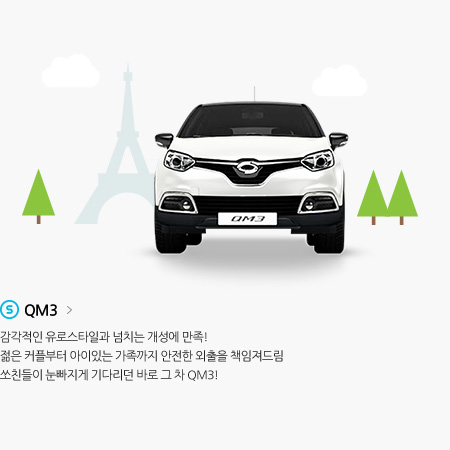 QM3
S QM3 >
감각적인 유로스타일과 넘치는 개성에 만족!
젊은 커플부터 아이있는 가족까지 안전한 외출을 책임져드림
쏘친들이 눈빠지게 기다리던 바로 그 차 QM3!